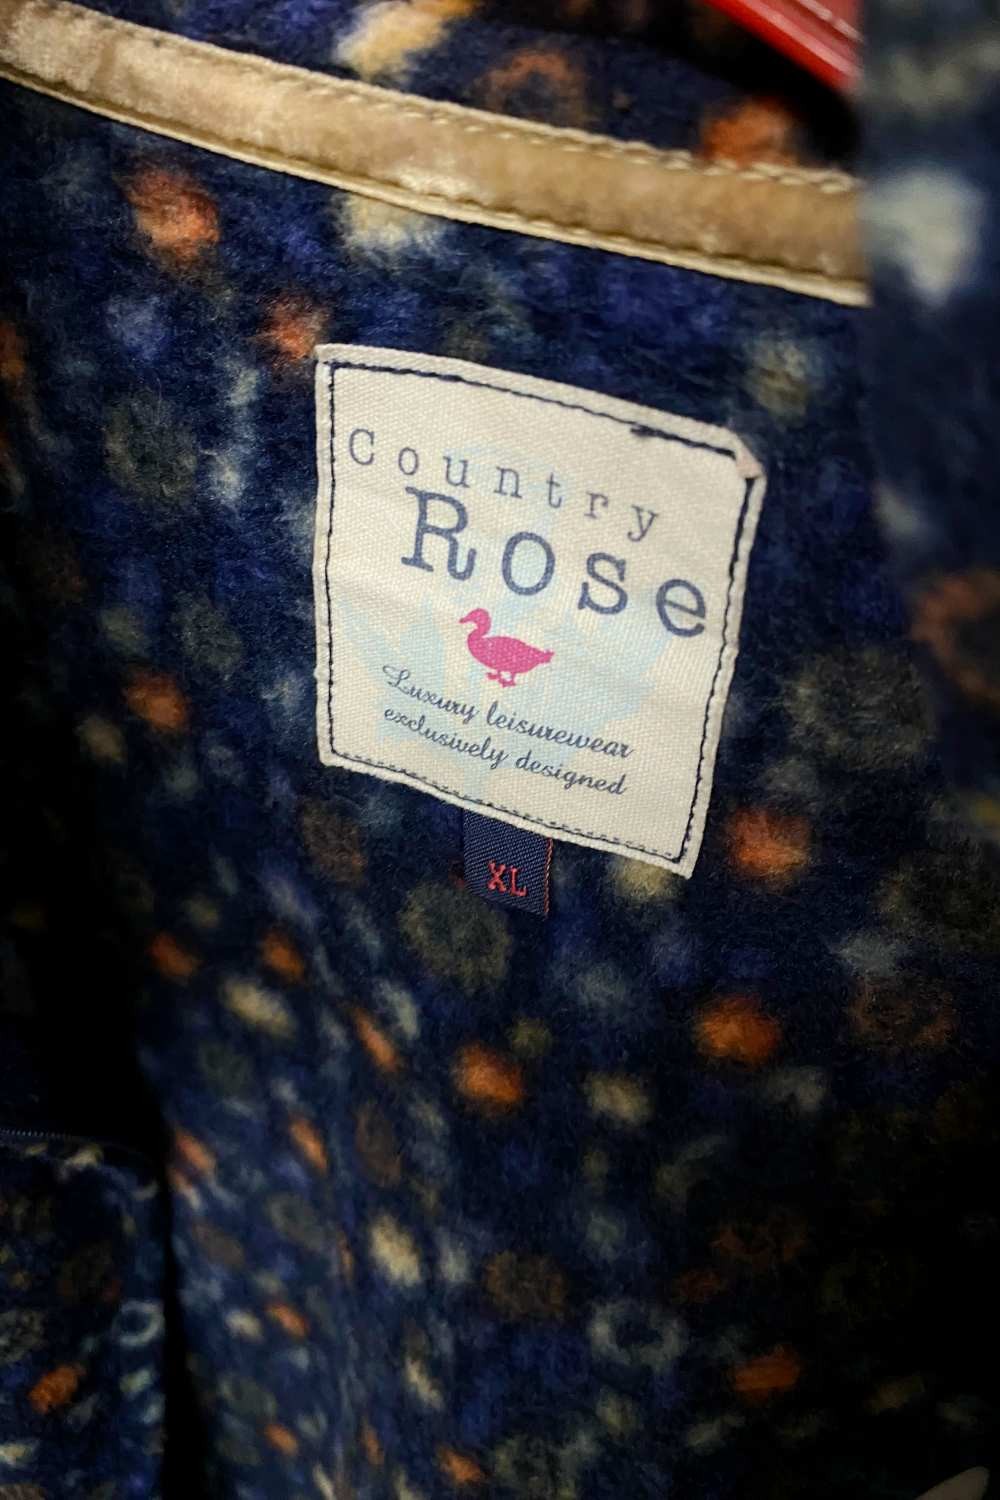 Country
Rose
Luxury leisurewear
exclusively designed
XL